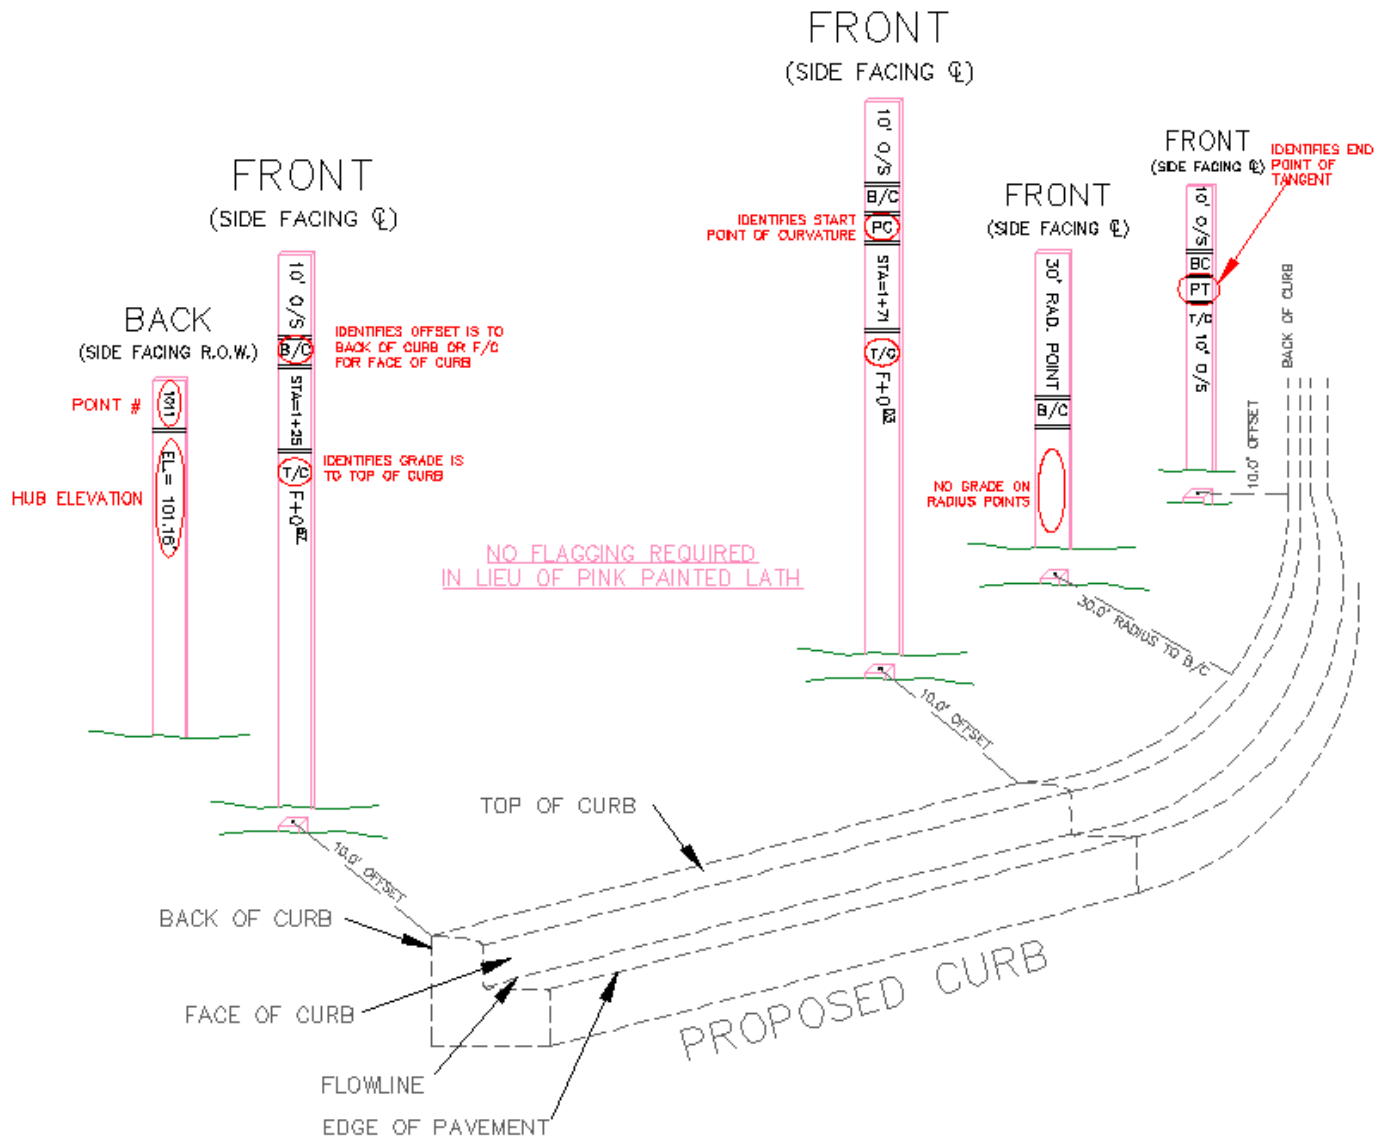 FRONT
(SIDE FACING ℄)
10' O/S
B/C
PC
STA=1+71
T/C
F+0
IDENTIFIES START
POINT OF CURVATURE
FRONT
(SIDE FACING ℄)
10' O/S
BC
PT
T/C 10' O/S
IDENTIFIES END
POINT OF
TANGENT
FRONT
(SIDE FACING ℄)
30' RAD. POINT
B/C
NO GRADE ON
RADIUS POINTS
FRONT
(SIDE FACING ℄)
10' O/S
B/C
STA=1+25
T/C
F+0
IDENTIFIES OFFSET IS TO
BACK OF CURB OR F/C
FOR FACE OF CURB
IDENTIFIES GRADE IS
TO TOP OF CURB
BACK
(SIDE FACING R.O.W.)
POINT #
1011
HUB ELEVATION
EL= 101.16'
NO FLAGGING REQUIRED
IN LIEU OF PINK PAINTED LATH
BACK OF CURB
10.0' OFFSET
30.0' RADIUS TO B/C
10.0' OFFSET
10.0' OFFSET
TOP OF CURB
BACK OF CURB
FACE OF CURB
FLOWLINE
EDGE OF PAVEMENT
PROPOSED CURB